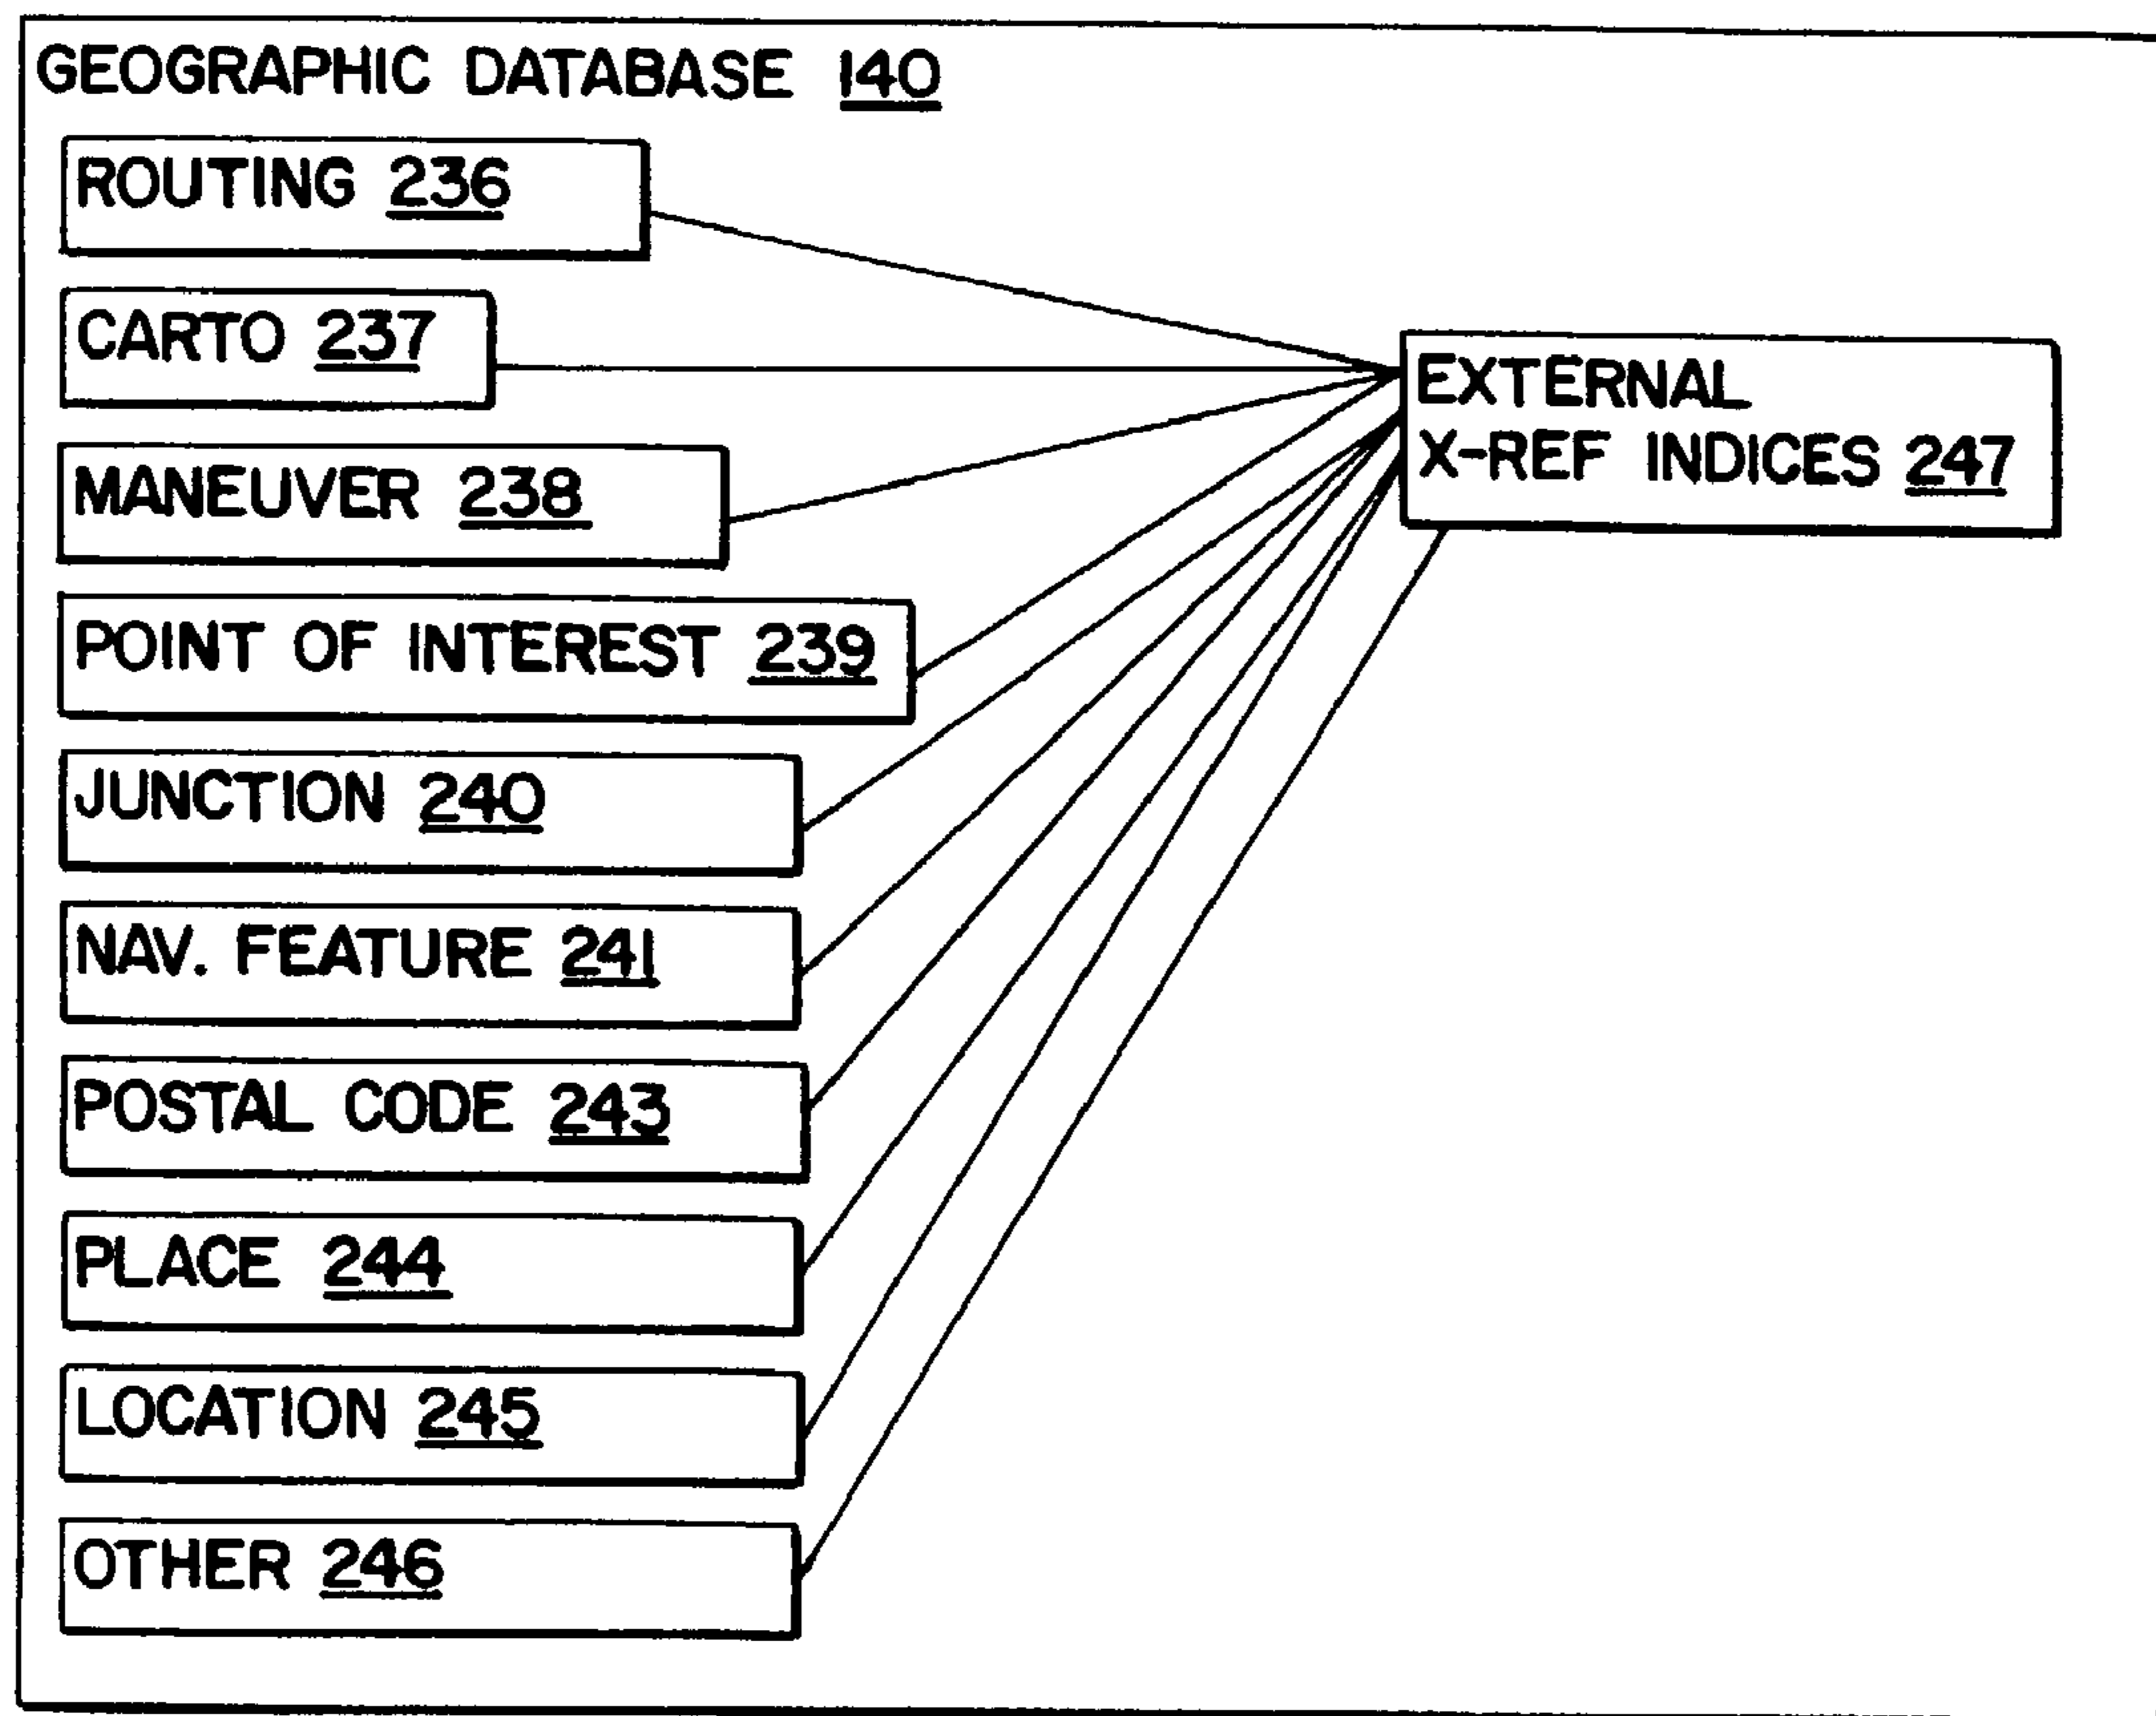 GEOGRAPHIC DATABASE 140
ROUTING 236
CARTO 237
MANEUVER 238
POINT OF INTEREST 239
JUNCTION 240
NAV. FEATURE 241
POSTAL CODE 243
PLACE 244
LOCATION 245
OTHER 246
EXTERNAL
X-REF INDICES 247